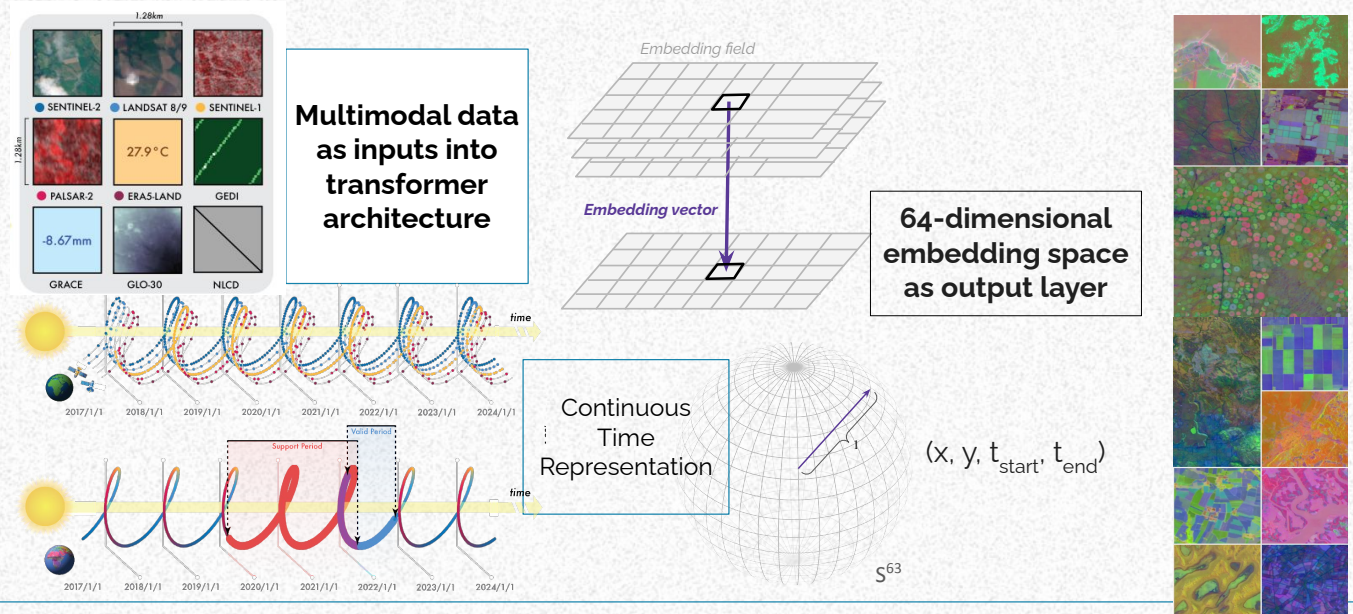 1.28km
SENTINEL-2 LANDSAT 8/9 SENTINEL-1
1.28km
27.9°C
PALSAR-2 ERA5-LAND GEDI
-8.67mm
GRACE GLO-30 NLCD
Multimodal data
as inputs into
transformer
architecture
Embedding field
Embedding vector
64-dimensional
embedding space
as output layer
time
2017/1/1 2018/1/1 2019/1/1 2020/1/1 2021/1/1 2022/1/1 2023/1/1 2024/1/1
Continuous
Time
Representation
1
S63
(x, y, tstart, tend)
Support Period
Valid Period
time
2017/1/1 2018/1/1 2019/1/1 2020/1/1 2021/1/1 2022/1/1 2023/1/1 2024/1/1